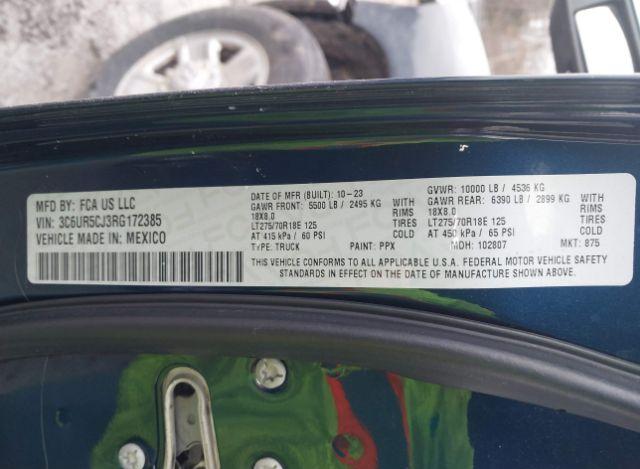 MFD BY: FCA US LLC
VIN: 3C6UR5CJ3RG172385
VEHICLE MADE IN: MEXICO
DATE OF MFR (BUILT): 10-23
GAWR FRONT: 5500 LB / 2495 KG WITH
18X8.0 RIMS
LT275/70R18E 125 TIRES
AT 415 kPa / 60 PSI COLD
TYPE: TRUCK PAINT: PPX
GVWR: 10000 LB / 4536 KG
GAWR REAR: 6390 LB / 2899 KG WITH
18X8.0 RIMS
LT275/70R18E 125 TIRES
AT 450 kPa / 65 PSI COLD
MDH: 102807 MKT: 875
THIS VEHICLE CONFORMS TO ALL APPLICABLE U.S.A. FEDERAL MOTOR VEHICLE SAFETY
STANDARDS IN EFFECT ON THE DATE OF MANUFACTURE SHOWN ABOVE.